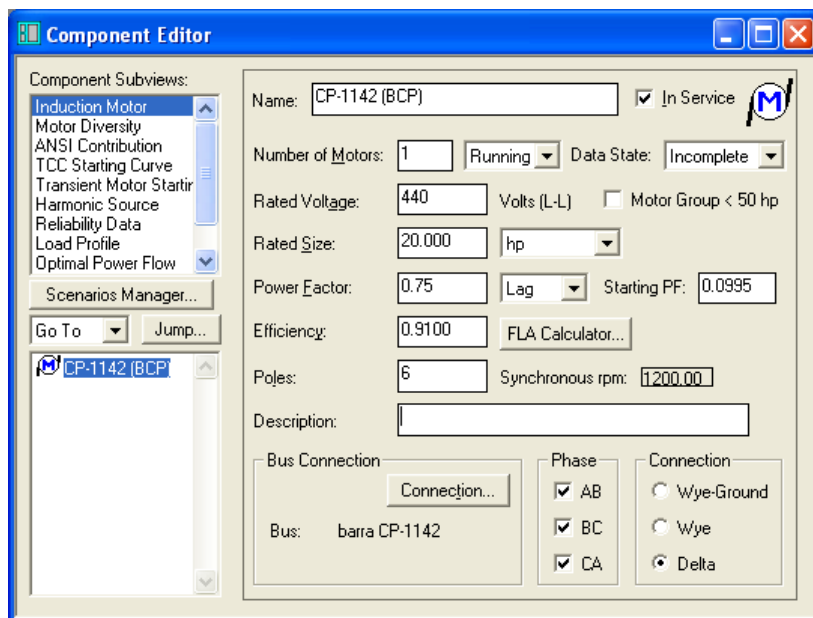 Component Editor
Component Subviews:
Induction Motor
Motor Diversity
ANSI Contribution
TCC Starting Curve
Transient Motor Startir
Harmonic Source
Reliability Data
Load Profile
Optimal Power Flow
Scenarios Manager...
Go To
Jump...
CP-1142 (BCP)
Name: CP-1142 (BCP) In Service M
Number of Motors: 1 Running Data State: Incomplete
Rated Voltage: 440 Volts (L-L) Motor Group < 50 hp
Rated Size: 20.000 hp
Power Factor: 0.75 Lag Starting PF: 0.0995
Efficiency: 0.9100 FLA Calculator...
Poles: 6 Synchronous rpm: 1200.00
Description:
Bus Connection
Connection...
Bus: barra CP-1142
Phase
AB
BC
CA
Connection
Wye-Ground
Wye
Delta